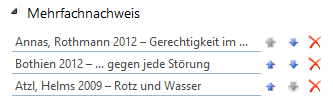 Mehrfachnachweis
Annas, Rothmann 2012 – Gerechtigkeit im ...
Bothien 2012 – ... gegen jede Störung
Atzl, Helms 2009 – Rotz und Wasser